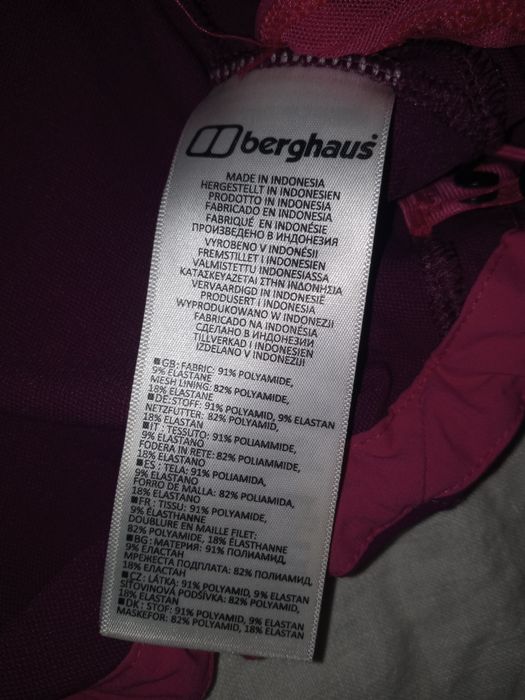 berghaus
MADE IN INDONESIA
HERGESTELLT IN INDONESIEN
PRODOTTO IN INDONESIA
FABRICADO EN INDONESIA
FABRIQUÉ EN INDONÉSIE
ПРОИЗВЕДЕНО В ИНДОНЕЗИЯ
VYROBENO V INDONÉSII
FREMSTILLET I INDONESIEN
VALMISTETTU INDONESIASSA
ΚΑΤΑΣΚΕΥΑΖΕΤΑΙ ΣΤΗΝ ΙΝΔΟΝΗΣΙΑ
VERVAARDIGD IN INDONESIË
PRODUSERT I INDONESIA
WYPRODUKOWANO W INDONEZJI
FABRICADO NA INDONÉSIA
СДЕЛАНО В ИНДОНЕЗИИ
TILLVERKAD I INDONESIEN
IZDELANO V INDONEZIJI
■GB: FABRIC: 91% POLYAMIDE,
9% ELASTANE
MESH LINING: 82% POLYAMIDE,
18% ELASTANE
■DE:STOFF: 91% POLYAMID, 9% ELASTAN
NETZFUTTER: 82% POLYAMID,
18% ELASTAN
■IT: TESSUTO: 91% POLIAMMIDE,
9% ELASTANO
FODERA IN RETE: 82% POLIAMMIDE,
18% ELASTANO
■ES: TELA: 91% POLIAMIDA,
9% ELASTANO
FORRO DE MALLA: 82% POLIAMIDA,
18% ELASTANO
■FR: TISSU: 91% POLYAMIDE,
9% ÉLASTHANNE
DOUBLURE EN MAILLE FILET:
82% POLYAMIDE, 18% ÉLASTHANNE
■BG: МАТЕРИЯ: 91% ПОЛИАМИД,
9% ЕЛАСТАН
МРЕЖЕСТА ПОДПЛАТА: 82% ПОЛИАМИД,
18% ЕЛАСТАН
■CZ: LÁTKA: 91% POLYAMID, 9% ELASTAN
SÍŤOVINOVÁ PODŠÍVKA: 82% POLYAMID,
18% ELASTAN
■DK: STOF: 91% POLYAMID, 9% ELASTAN
MASKEFOR: 82% POLYAMID, 18% ELASTAN